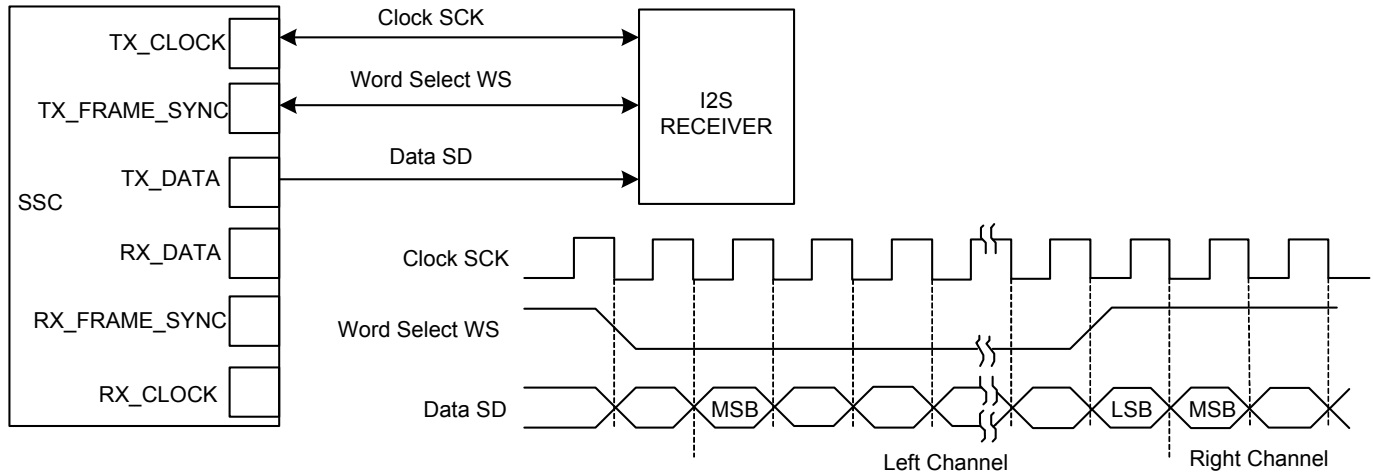 Clock SCK
TX_CLOCK
Word Select WS
TX_FRAME_SYNC
I2S
RECEIVER
Data SD
TX_DATA
SSC
RX_DATA
RX_FRAME_SYNC
RX_CLOCK
Clock SCK
Word Select WS
Data SD
MSB
LSB
MSB
Left Channel
Right Channel